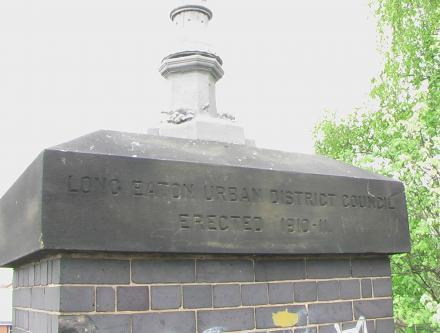 LONG EATON URBAN DISTRICT COUNCIL
ERECTED 1910-11.